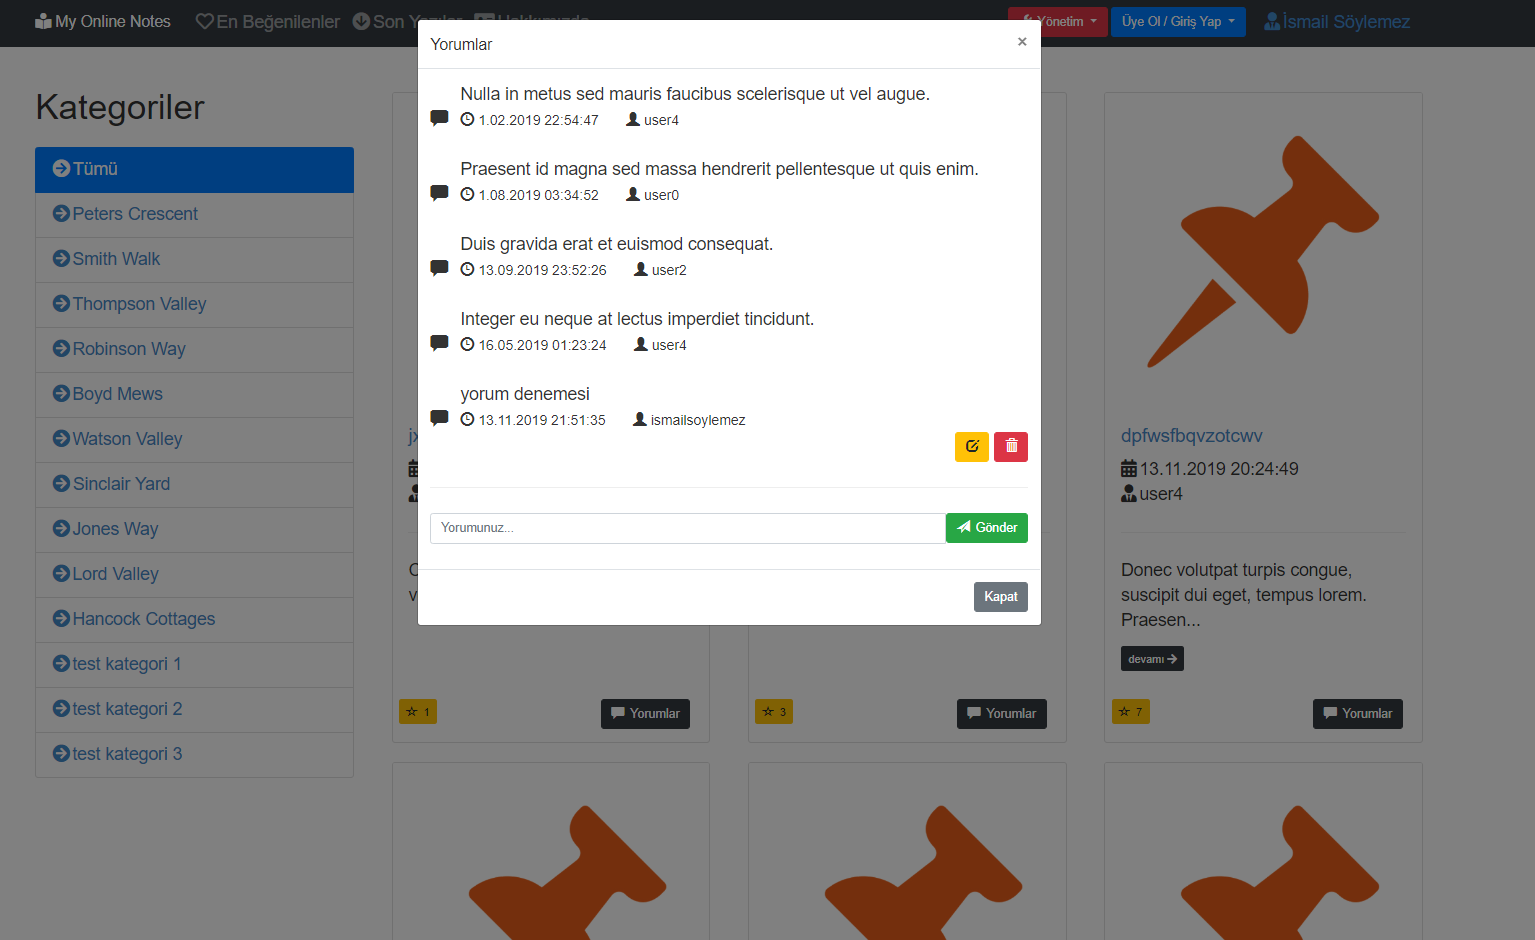 My Online Notes En Beğenilenler Son Yönetim Üye Ol / Giriş Yap İsmail Söylemez
Kategoriler
Tümü
Peters Crescent
Smith Walk
Thompson Valley
Robinson Way
Boyd Mews
Watson Valley
Sinclair Yard
Jones Way
Lord Valley
Hancock Cottages
test kategori 1
test kategori 2
test kategori 3
Yorumlar ×
Nulla in metus sed mauris faucibus scelerisque ut vel augue.
1.02.2019 22:54:47 user4
Praesent id magna sed massa hendrerit pellentesque ut quis enim.
1.08.2019 03:34:52 user0
Duis gravida erat et euismod consequat.
13.09.2019 23:52:26 user2
Integer eu neque at lectus imperdiet tincidunt.
16.05.2019 01:23:24 user4
yorum denemesi
13.11.2019 21:51:35 ismailsoylemez
Yorumunuz... Gönder
Kapat
1 Yorumlar
3 Yorumlar
dpfwsfbqvzotcwv
13.11.2019 20:24:49
user4
Donec volutpat turpis congue,
suscipit dui eget, tempus lorem.
Praesen...
devamı
7 Yorumlar